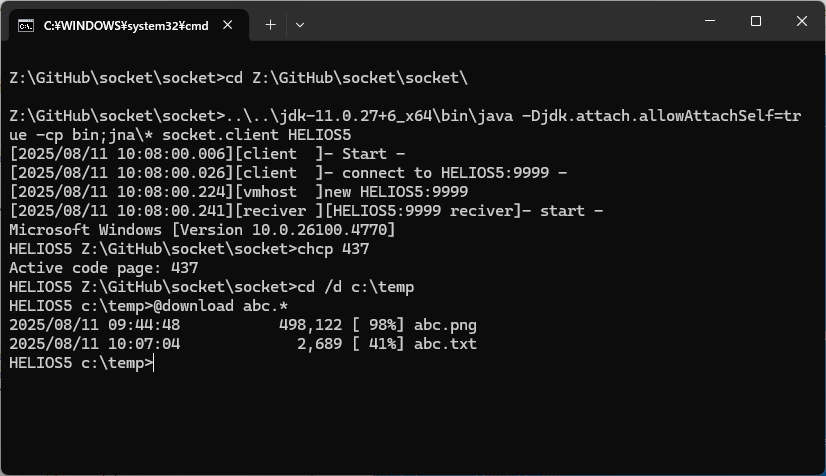 C:¥WINDOWS¥system32¥cmd
Z:\GitHub\socket\socket>cd Z:\GitHub\socket\socket\
Z:\GitHub\socket\socket>..\..\jdk-11.0.27+6_x64\bin\java -Djdk.attach.allowAttachSelf=tr
ue -cp bin;jna\* socket.client HELIOS5
[2025/08/11 10:08:00.006][client  ]- Start -
[2025/08/11 10:08:00.026][client  ]- connect to HELIOS5:9999 -
[2025/08/11 10:08:00.224][vmhost  ]new HELIOS5:9999
[2025/08/11 10:08:00.241][reciver ][HELIOS5:9999 reciver]- start -
Microsoft Windows [Version 10.0.26100.4770]
HELIOS5 Z:\GitHub\socket\socket>chcp 437
Active code page: 437
HELIOS5 Z:\GitHub\socket\socket>cd /d c:\temp
HELIOS5 c:\temp>@download abc.*
2025/08/11 09:44:48           498,122 [ 98%] abc.png
2025/08/11 10:07:04             2,689 [ 41%] abc.txt
HELIOS5 c:\temp>